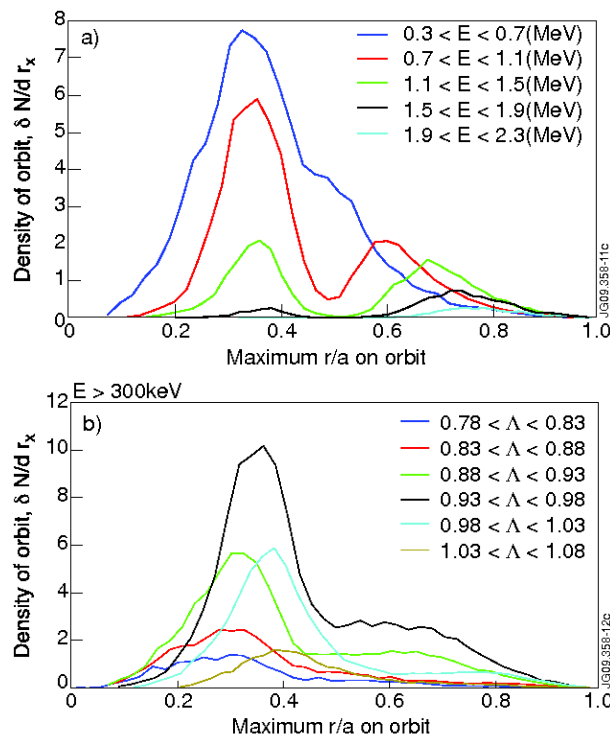 a)
0.3 < E < 0.7(MeV)
0.7 < E < 1.1(MeV)
1.1 < E < 1.5(MeV)
1.5 < E < 1.9(MeV)
1.9 < E < 2.3(MeV)
8
7
6
5
4
3
2
1
0
Density of orbit, δ N/d rₓ
0 0.2 0.4 0.6 0.8 1.0
Maximum r/a on orbit
JG09.358-11c
E > 300keV
b)
0.78 < Λ < 0.83
0.83 < Λ < 0.88
0.88 < Λ < 0.93
0.93 < Λ < 0.98
0.98 < Λ < 1.03
1.03 < Λ < 1.08
12
10
8
6
4
2
0
Density of orbit, δ N/d rₓ
0 0.2 0.4 0.6 0.8 1.0
Maximum r/a on orbit
JG09.358-12c